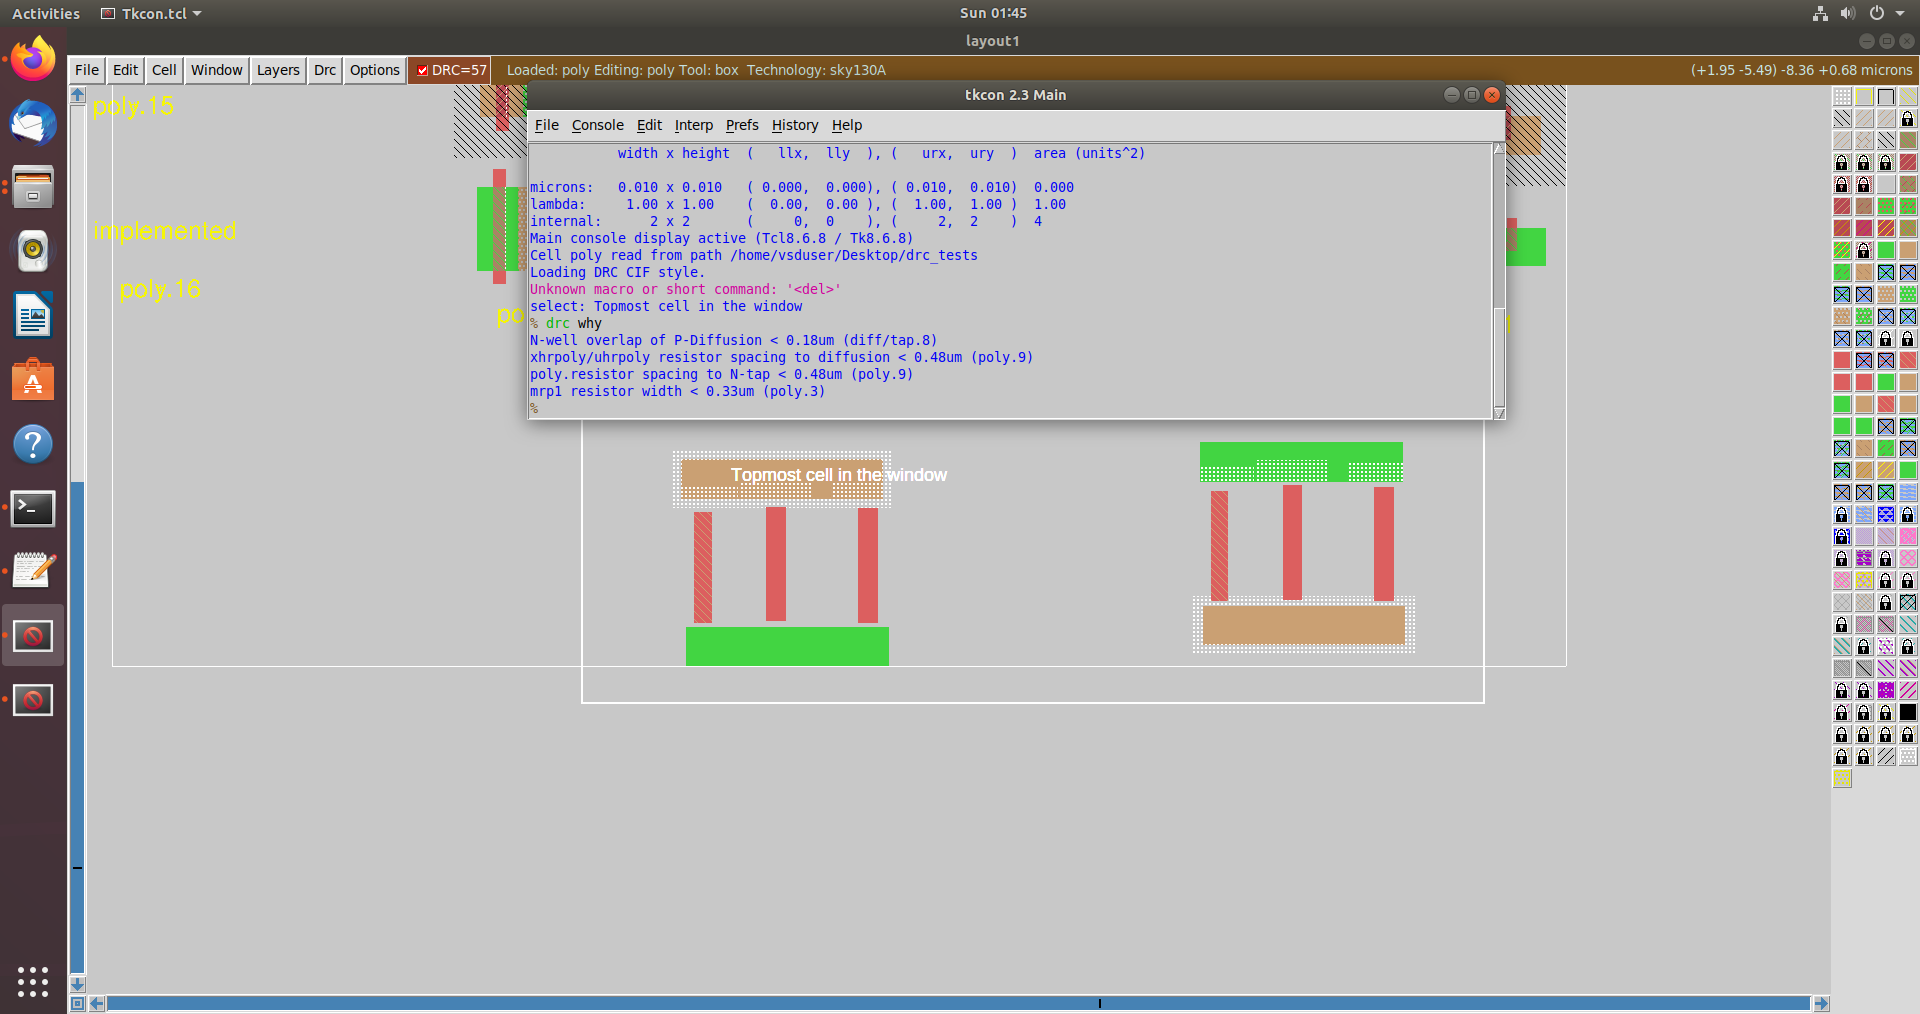 Activities Tkcon.tcl Sun 01:45
layout1
File Edit Cell Window Layers Drc Options DRC=57 Loaded: poly Editing: poly Tool: box Technology: sky130A (+1.95 -5.49) -8.36 +0.68 microns
tkcon 2.3 Main
File Console Edit Interp Prefs History Help
width x height ( llx, lly ), ( urx, ury ) area (units^2)
microns: 0.010 x 0.010 ( 0.000, 0.000), ( 0.010, 0.010) 0.000
lambda: 1.00 x 1.00 ( 0.00, 0.00 ), ( 1.00, 1.00 ) 1.00
internal: 2 x 2 ( 0, 0 ), ( 2, 2 ) 4
Main console display active (Tcl8.6.8 / Tk8.6.8)
Cell poly read from path /home/vsduser/Desktop/drc_tests
Loading DRC CIF style.
Unknown macro or short command: '<del>'
select: Topmost cell in the window
% drc why
N-well overlap of P-Diffusion < 0.18um (diff/tap.8)
xhrpoly/uhrpoly resistor spacing to diffusion < 0.48um (poly.9)
poly.resistor spacing to N-tap < 0.48um (poly.9)
mrp1 resistor width < 0.33um (poly.3)
%
poly.15
implemented
poly.16
po
Topmost cell in the window